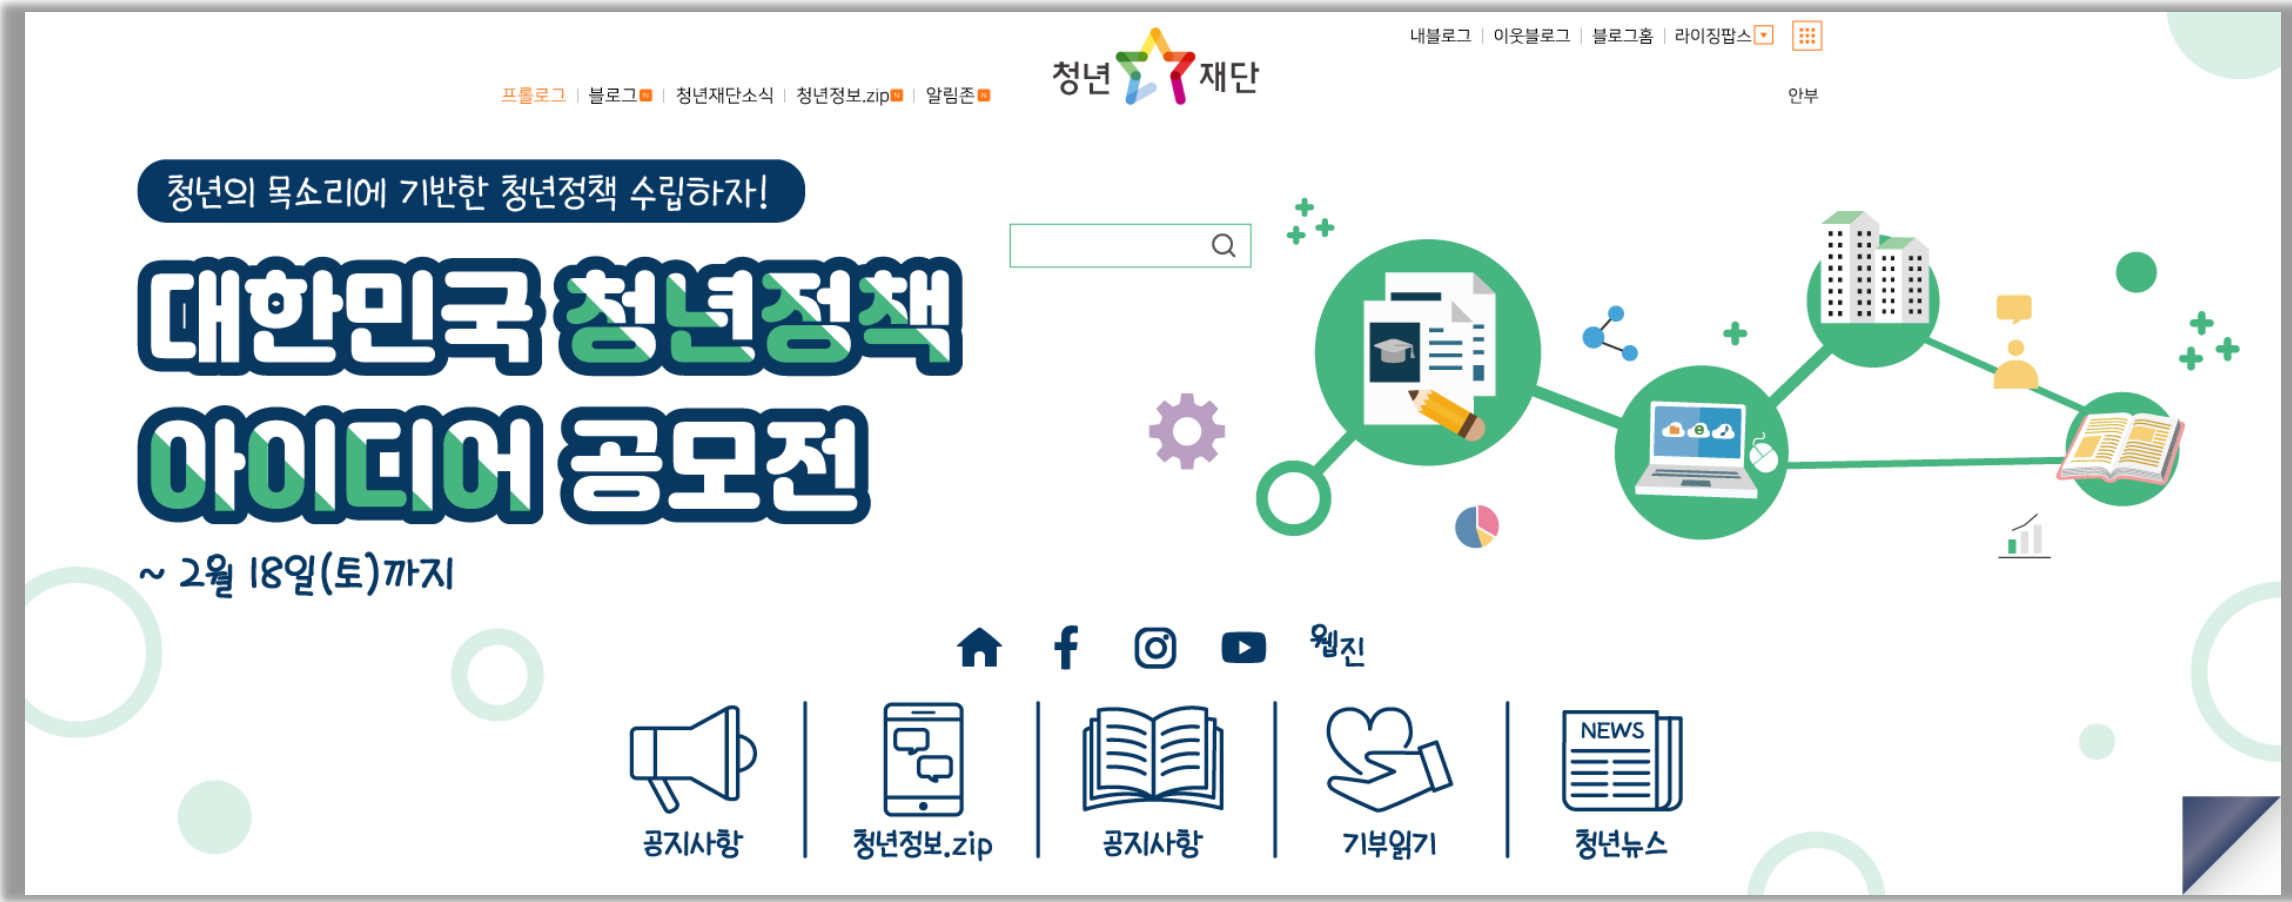 내블로그 | 이웃블로그 | 블로그홈 | 라이징팝스
청년 재단
프롤로그 | 블로그 N | 청년재단소식 | 청년정보.zip N | 알림존 N
안부
청년의 목소리에 기반한 청년정책 수립하자!
대한민국 청년정책
아이디어 공모전
~ 2월 18일(토)까지
웹진
NEWS
공지사항
청년정보.zip
공지사항
기부읽기
청년뉴스